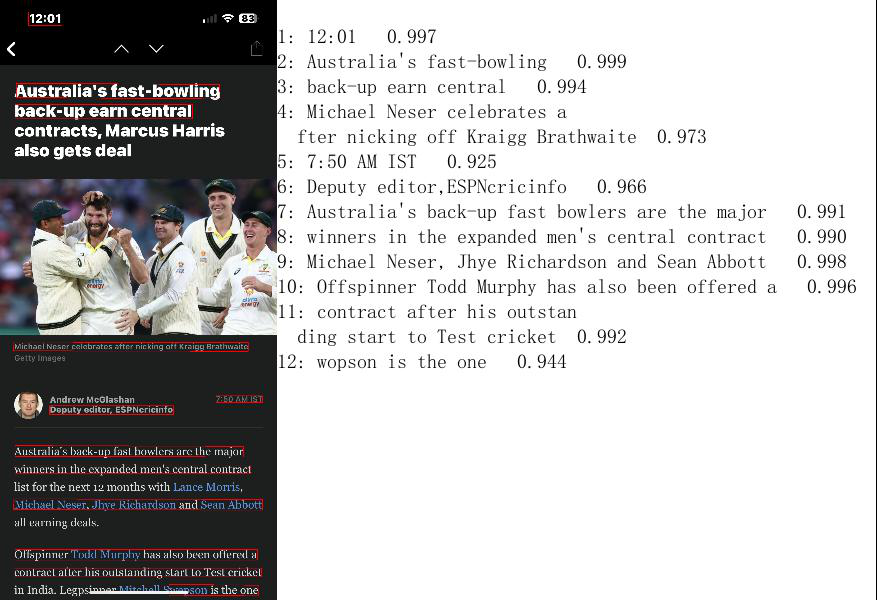 12:01
83
Australia's fast-bowling
back-up earn central
contracts, Marcus Harris
also gets deal
Michael Neser celebrates after nicking off Kraigg Brathwaite
Getty Images
Andrew McGlashan
7:50 AM IST
Deputy editor, ESPNcricinfo
Australia's back-up fast bowlers are the major
winners in the expanded men's central contract
list for the next 12 months with Lance Morris,
Michael Neser, Jhye Richardson and Sean Abbott
all earning deals.
Offspinner Todd Murphy has also been offered a
contract after his outstanding start to Test cricket
in India. Legspinner Mitchell Swepson is the one
1: 12:01 0.997
2: Australia's fast-bowling 0.999
3: back-up earn central 0.994
4: Michael Neser celebrates a
fter nicking off Kraigg Brathwaite 0.973
5: 7:50 AM IST 0.925
6: Deputy editor,ESPNcricinfo 0.966
7: Australia's back-up fast bowlers are the major 0.991
8: winners in the expanded men's central contract 0.990
9: Michael Neser, Jhye Richardson and Sean Abbott 0.998
10: Offspinner Todd Murphy has also been offered a 0.996
11: contract after his outstan
ding start to Test cricket 0.992
12: wopson is the one 0.944